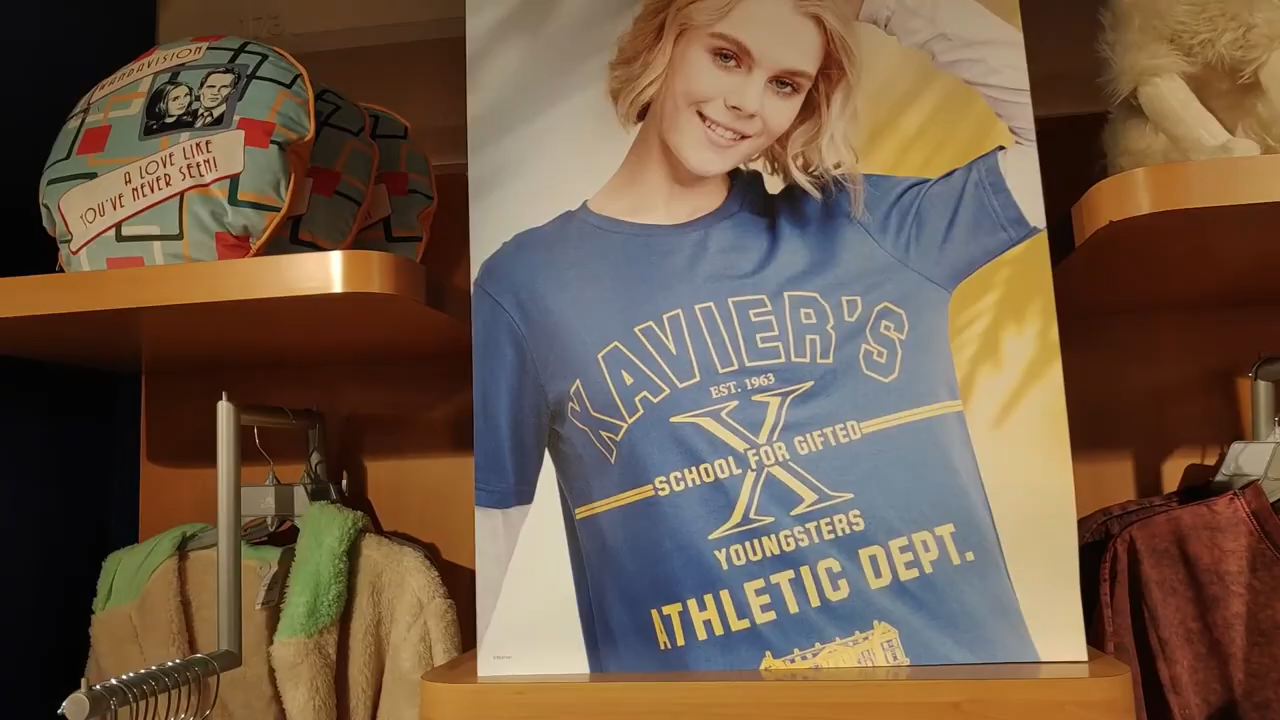 WANDAVISION
A LOVE LIKE
YOU'VE NEVER SEEN!
XAVIER'S
EST. 1963
X
SCHOOL FOR GIFTED
YOUNGSTERS
ATHLETIC DEPT.